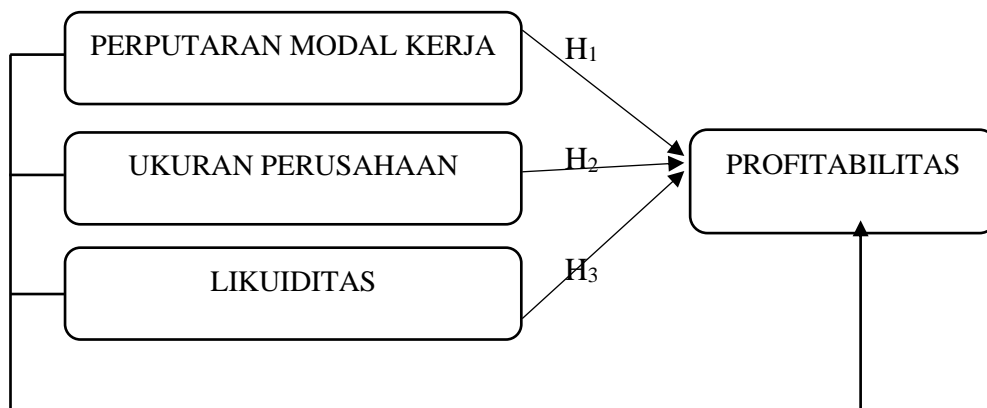 PERPUTARAN MODAL KERJA
H1
UKURAN PERUSAHAAN
H2
PROFITABILITAS
LIKUIDITAS
H3